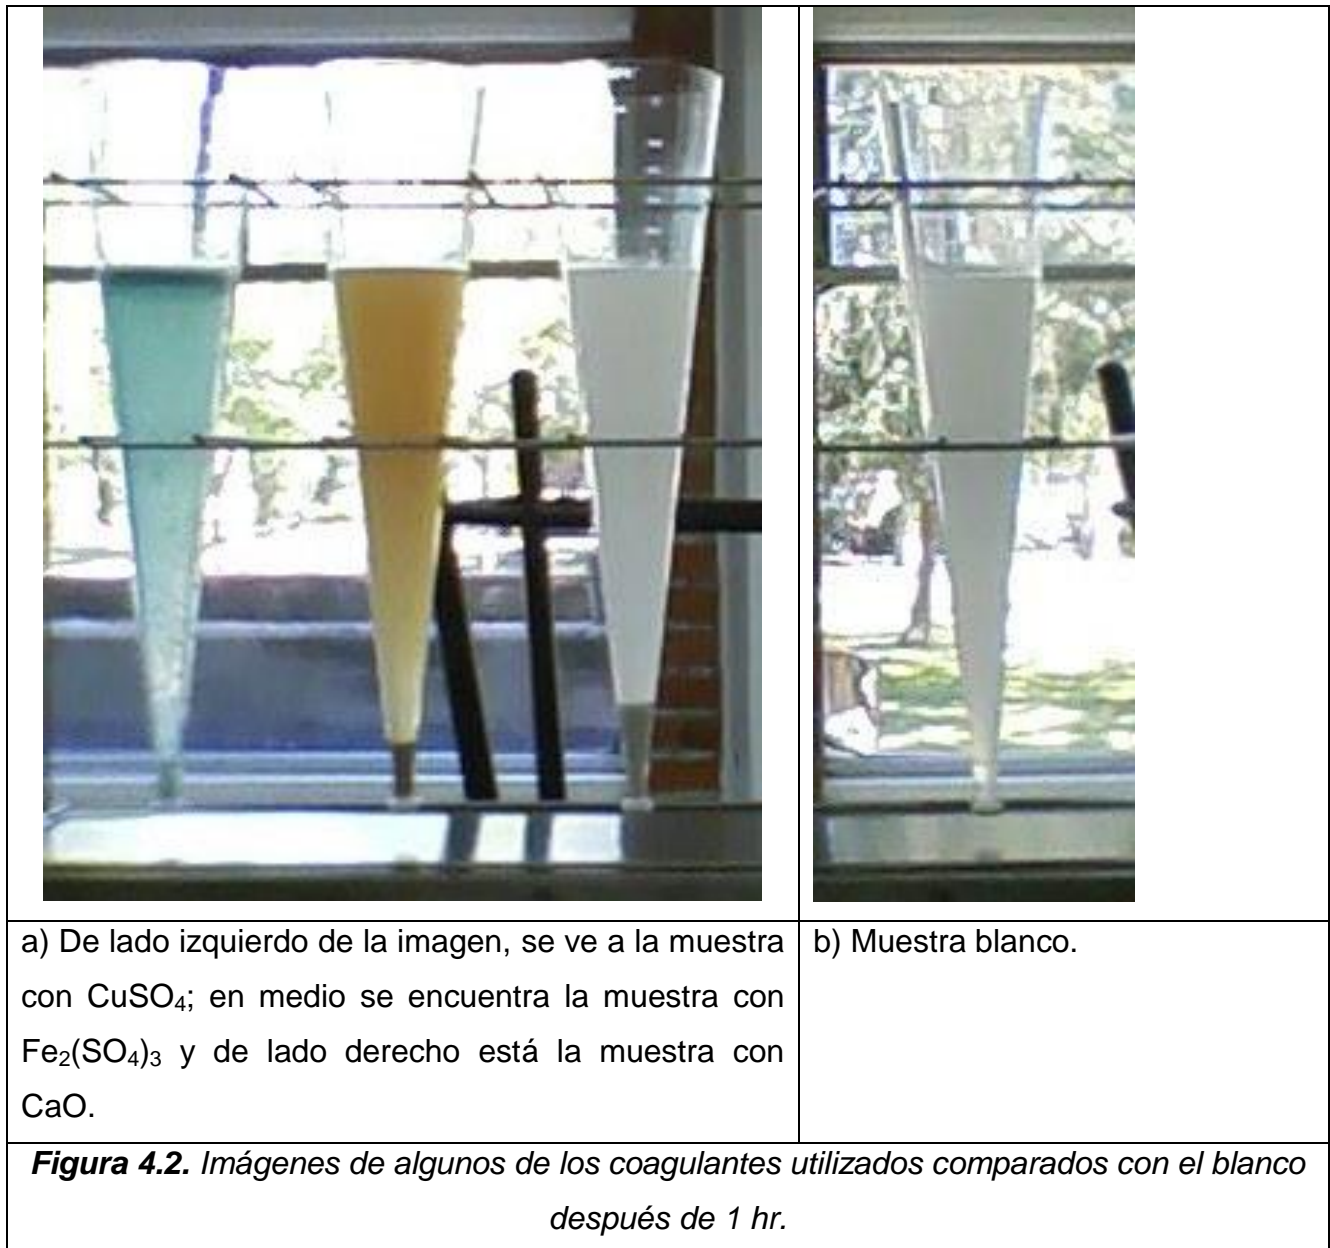 a) De lado izquierdo de la imagen, se ve a la muestra
con CuSO₄; en medio se encuentra la muestra con
Fe₂(SO₄)₃ y de lado derecho está la muestra con
CaO.
b) Muestra blanco.
Figura 4.2. Imágenes de algunos de los coagulantes utilizados comparados con el blanco
después de 1 hr.